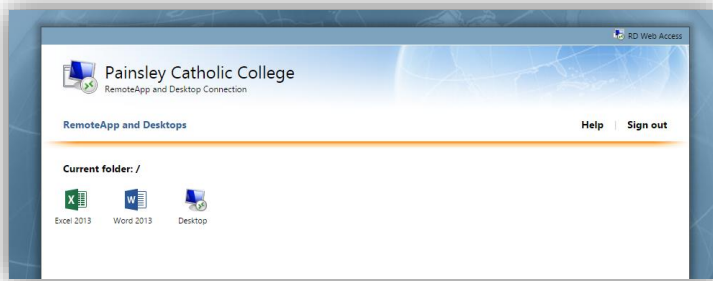 RD Web Access
Painsley Catholic College
RemoteApp and Desktop Connection
RemoteApp and Desktops Help Sign out
Current folder: /
Excel 2013 Word 2013 Desktop